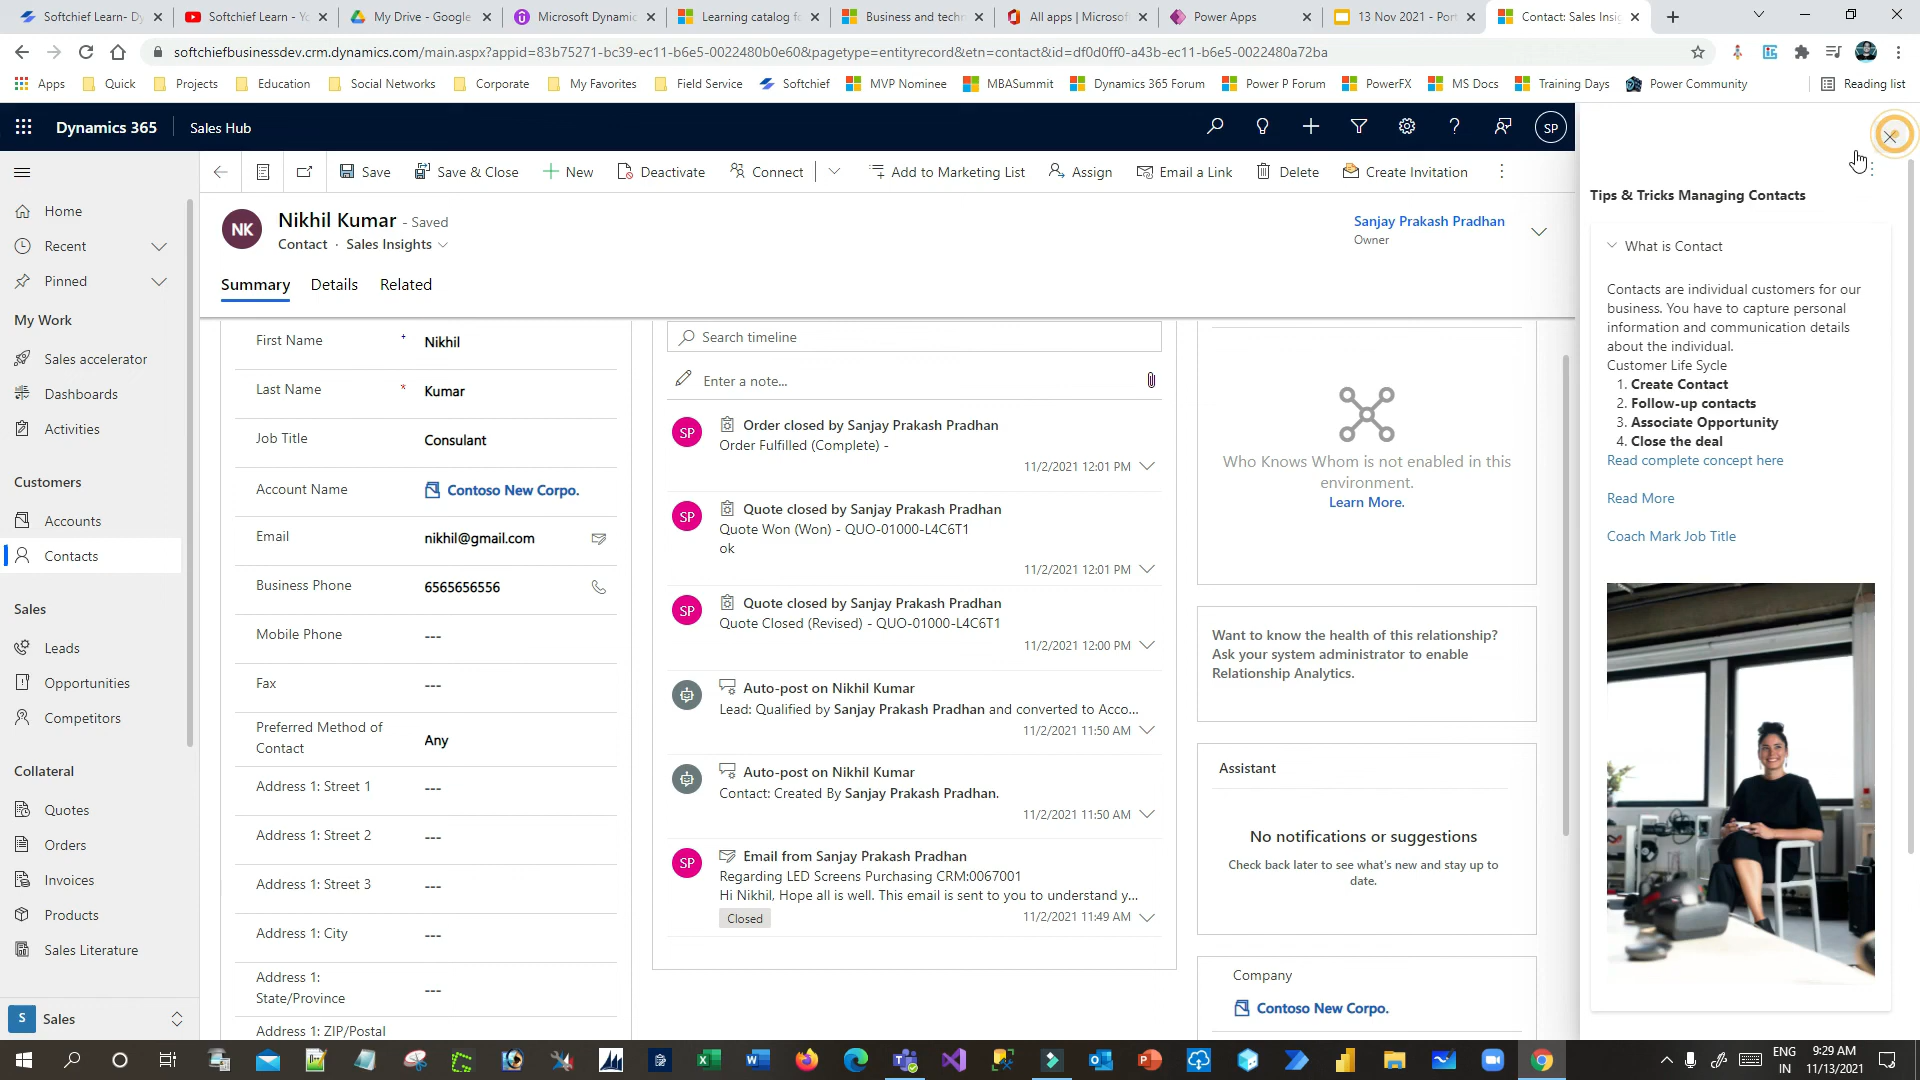 Softchief Learn- Dy
Softchief Learn - Yo
My Drive - Google
Microsoft Dynamic
Learning catalog fo
Business and techn
All apps | Microsof
Power Apps
13 Nov 2021 - Port
Contact: Sales Insig
softchiefbusinessdev.crm.dynamics.com/main.aspx?appid=83b75271-bc39-ec11-b6e5-0022480b0e60&pagetype=entityrecord&etn=contact&id=df0d0ff0-a43b-ec11-b6e5-0022480a72ba
Apps
Quick
Projects
Education
Social Networks
Corporate
My Favorites
Field Service
Softchief
MVP Nominee
MBASummit
Dynamics 365 Forum
Power P Forum
PowerFX
MS Docs
Training Days
Power Community
Reading list
Dynamics 365
Sales Hub
SP
Save
Save & Close
New
Deactivate
Connect
Add to Marketing List
Assign
Email a Link
Delete
Create Invitation
Home
Recent
Pinned
My Work
Sales accelerator
Dashboards
Activities
Customers
Accounts
Contacts
Sales
Leads
Opportunities
Competitors
Collateral
Quotes
Orders
Invoices
Products
Sales Literature
S
Sales
NK
Nikhil Kumar - Saved
Contact · Sales Insights
Sanjay Prakash Pradhan
Owner
Summary
Details
Related
First Name + Nikhil
Last Name * Kumar
Job Title Consulant
Account Name Contoso New Corpo.
Email nikhil@gmail.com
Business Phone 6565656556
Mobile Phone ---
Fax ---
Preferred Method of
Contact
Any
Address 1: Street 1 ---
Address 1: Street 2 ---
Address 1: Street 3 ---
Address 1: City ---
Address 1:
State/Province
---
Address 1: ZIP/Postal
Search timeline
Enter a note...
SP
Order closed by Sanjay Prakash Pradhan
Order Fulfilled (Complete) -
11/2/2021 12:01 PM
SP
Quote closed by Sanjay Prakash Pradhan
Quote Won (Won) - QUO-01000-L4C6T1
ok
11/2/2021 12:01 PM
SP
Quote closed by Sanjay Prakash Pradhan
Quote Closed (Revised) - QUO-01000-L4C6T1
11/2/2021 12:00 PM
Auto-post on Nikhil Kumar
Lead: Qualified by Sanjay Prakash Pradhan and converted to Acco...
11/2/2021 11:50 AM
Auto-post on Nikhil Kumar
Contact: Created By Sanjay Prakash Pradhan.
11/2/2021 11:50 AM
SP
Email from Sanjay Prakash Pradhan
Regarding LED Screens Purchasing CRM:0067001
Hi Nikhil, Hope all is well. This email is sent to you to understand y...
Closed
11/2/2021 11:49 AM
Who Knows Whom is not enabled in this
environment.
Learn More.
Want to know the health of this relationship?
Ask your system administrator to enable
Relationship Analytics.
Assistant
No notifications or suggestions
Check back later to see what's new and stay up to
date.
Company
Contoso New Corpo.
Tips & Tricks Managing Contacts
What is Contact
Contacts are individual customers for our
business. You have to capture personal
information and communication details
about the individual.
Customer Life Sycle
1. Create Contact
2. Follow-up contacts
3. Associate Opportunity
4. Close the deal
Read complete concept here
Read More
Coach Mark Job Title
ENG
IN
9:29 AM
11/13/2021